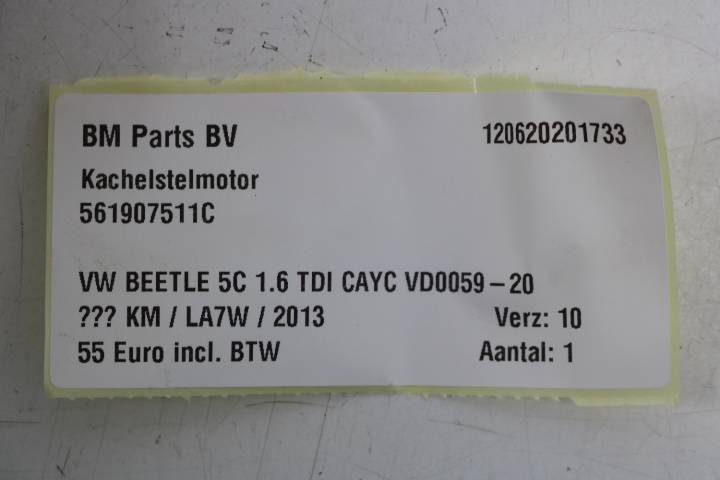 BM Parts BV 120620201733
Kachelstelmotor
561907511C
VW BEETLE 5C 1.6 TDI CAYC VD0059-20
??? KM / LA7W / 2013 Verz: 10
55 Euro incl. BTW Aantal: 1